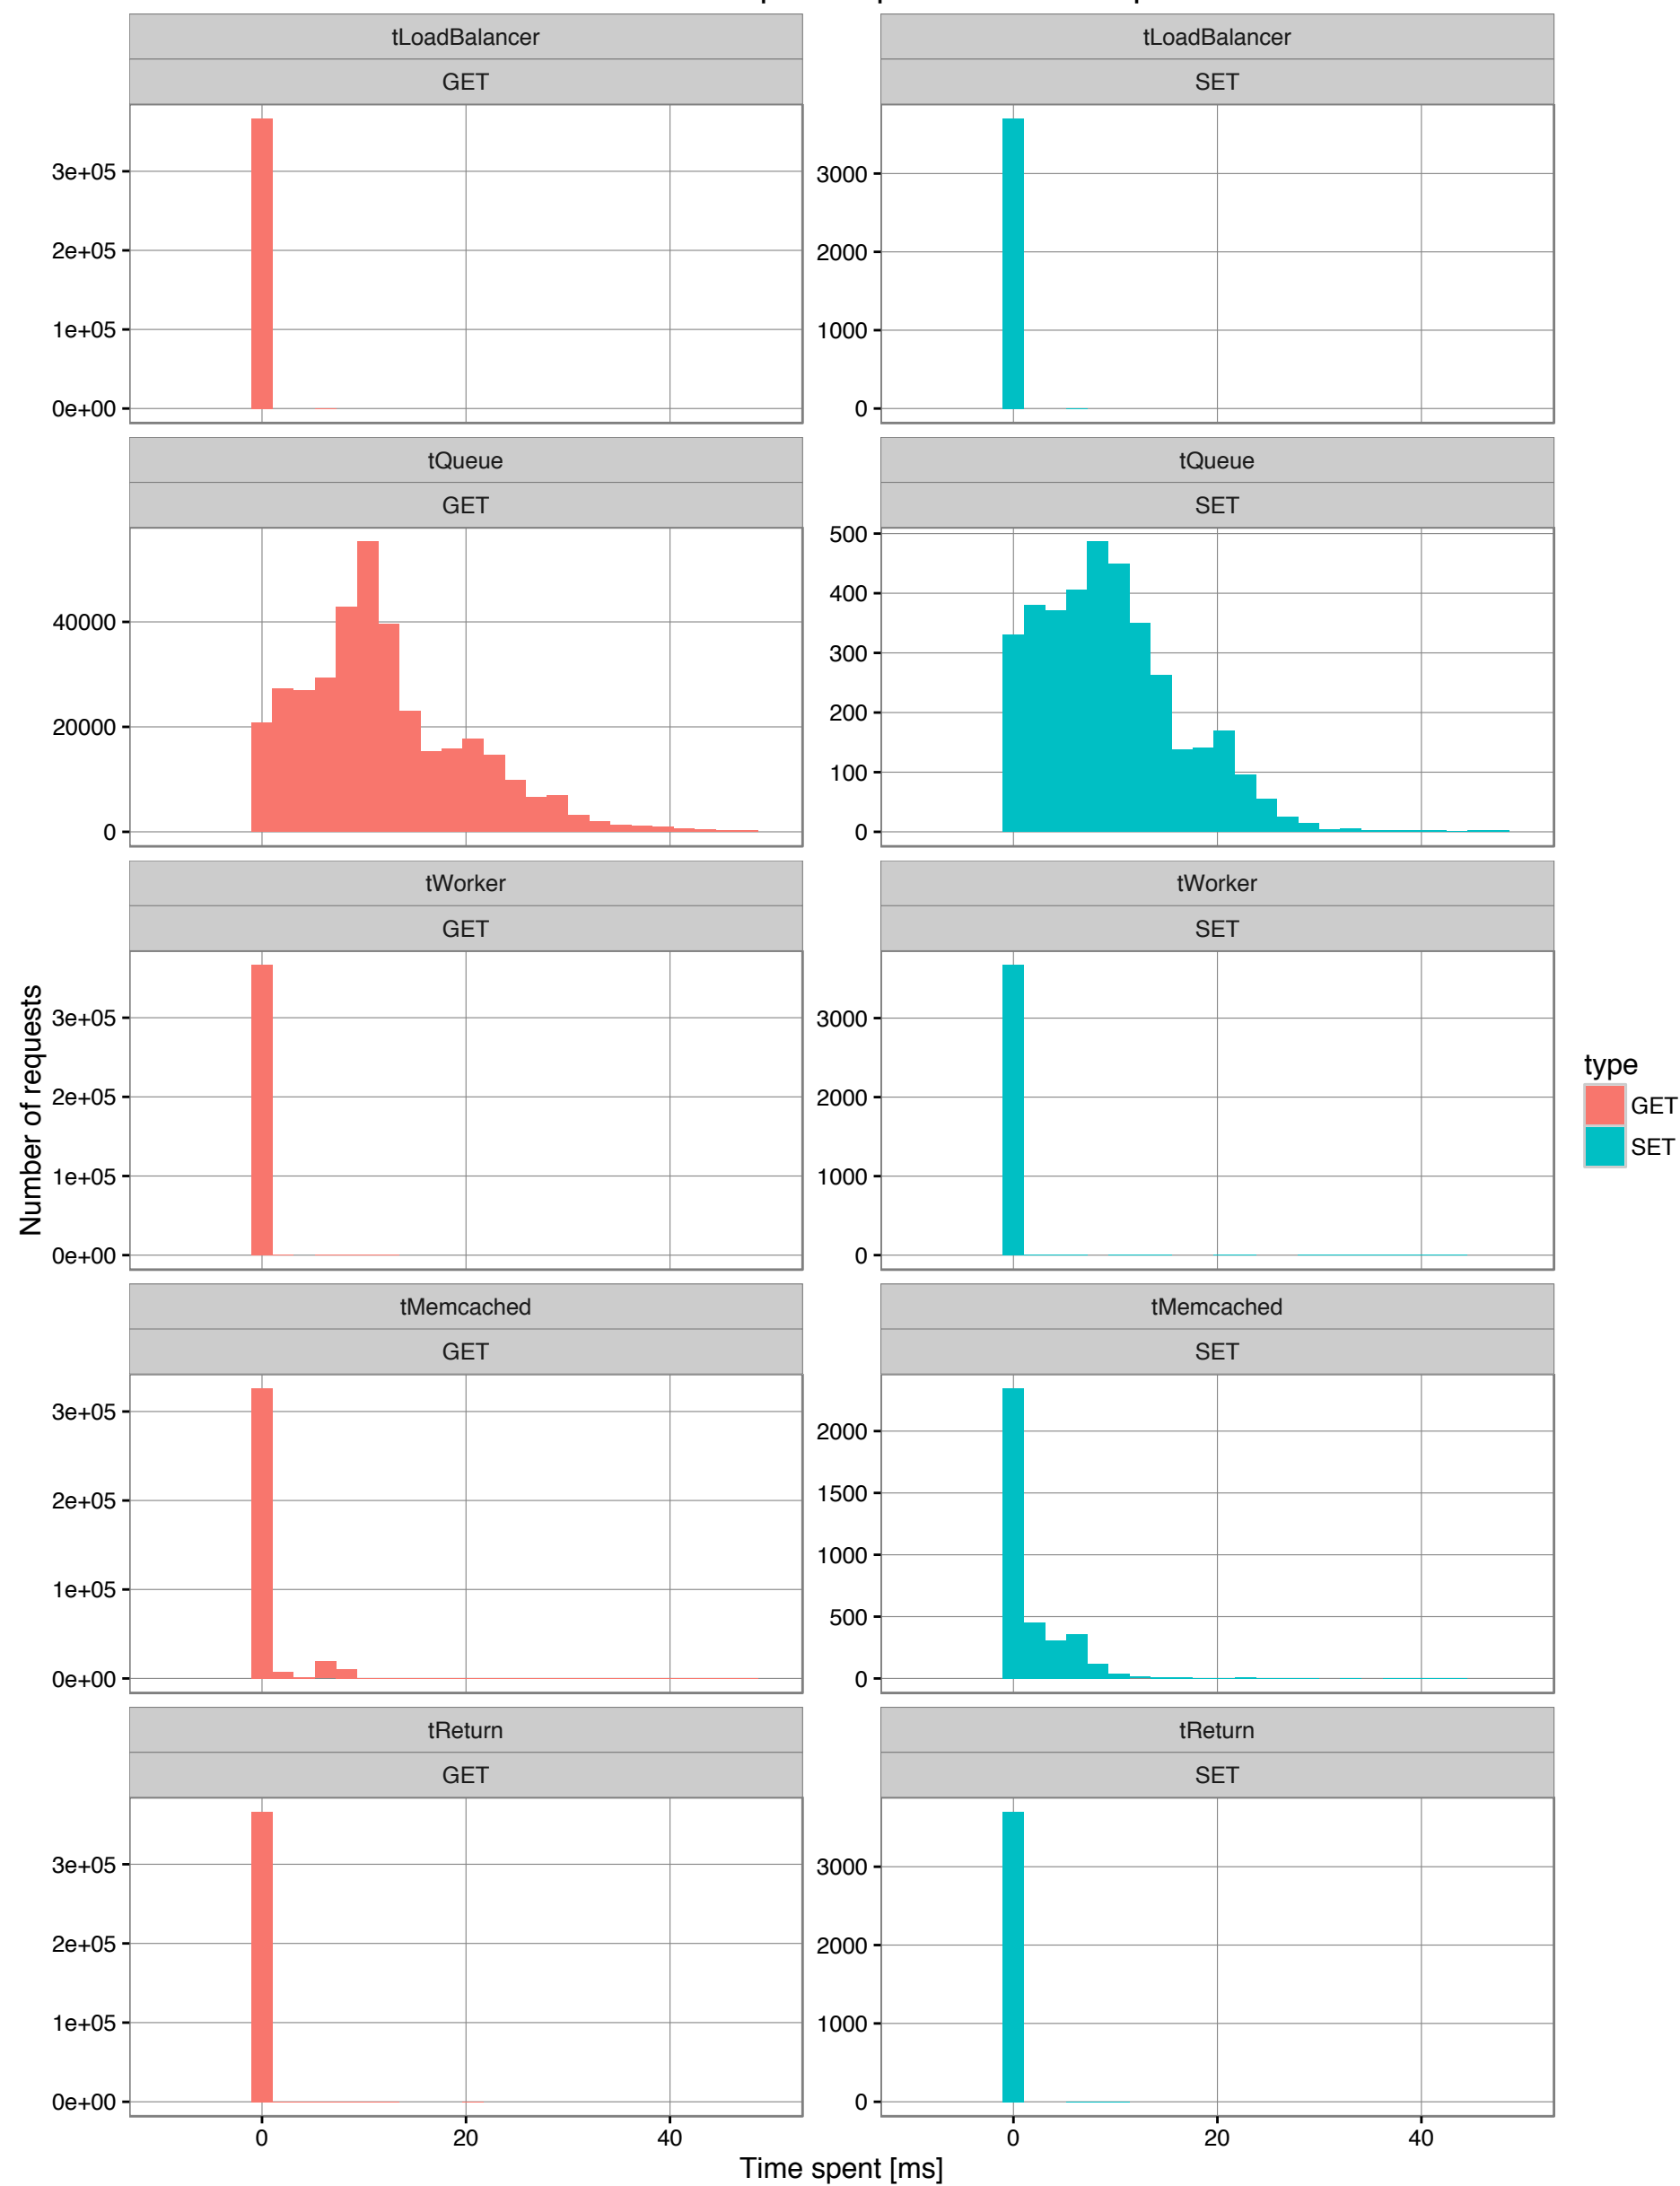 tLoadBalancer
GET
3e+05
2e+05
1e+05
0e+00
tLoadBalancer
SET
3000
2000
1000
0
tQueue
GET
40000
20000
0
tQueue
SET
500
400
300
200
100
0
tWorker
GET
3e+05
2e+05
1e+05
0e+00
tWorker
SET
3000
2000
1000
0
tMemcached
GET
3e+05
2e+05
1e+05
0e+00
tMemcached
SET
2000
1500
1000
500
0
tReturn
GET
3e+05
2e+05
1e+05
0e+00
0 20 40
tReturn
SET
3000
2000
1000
0
0 20 40
Time spent [ms]
Number of requests
type
GET
SET